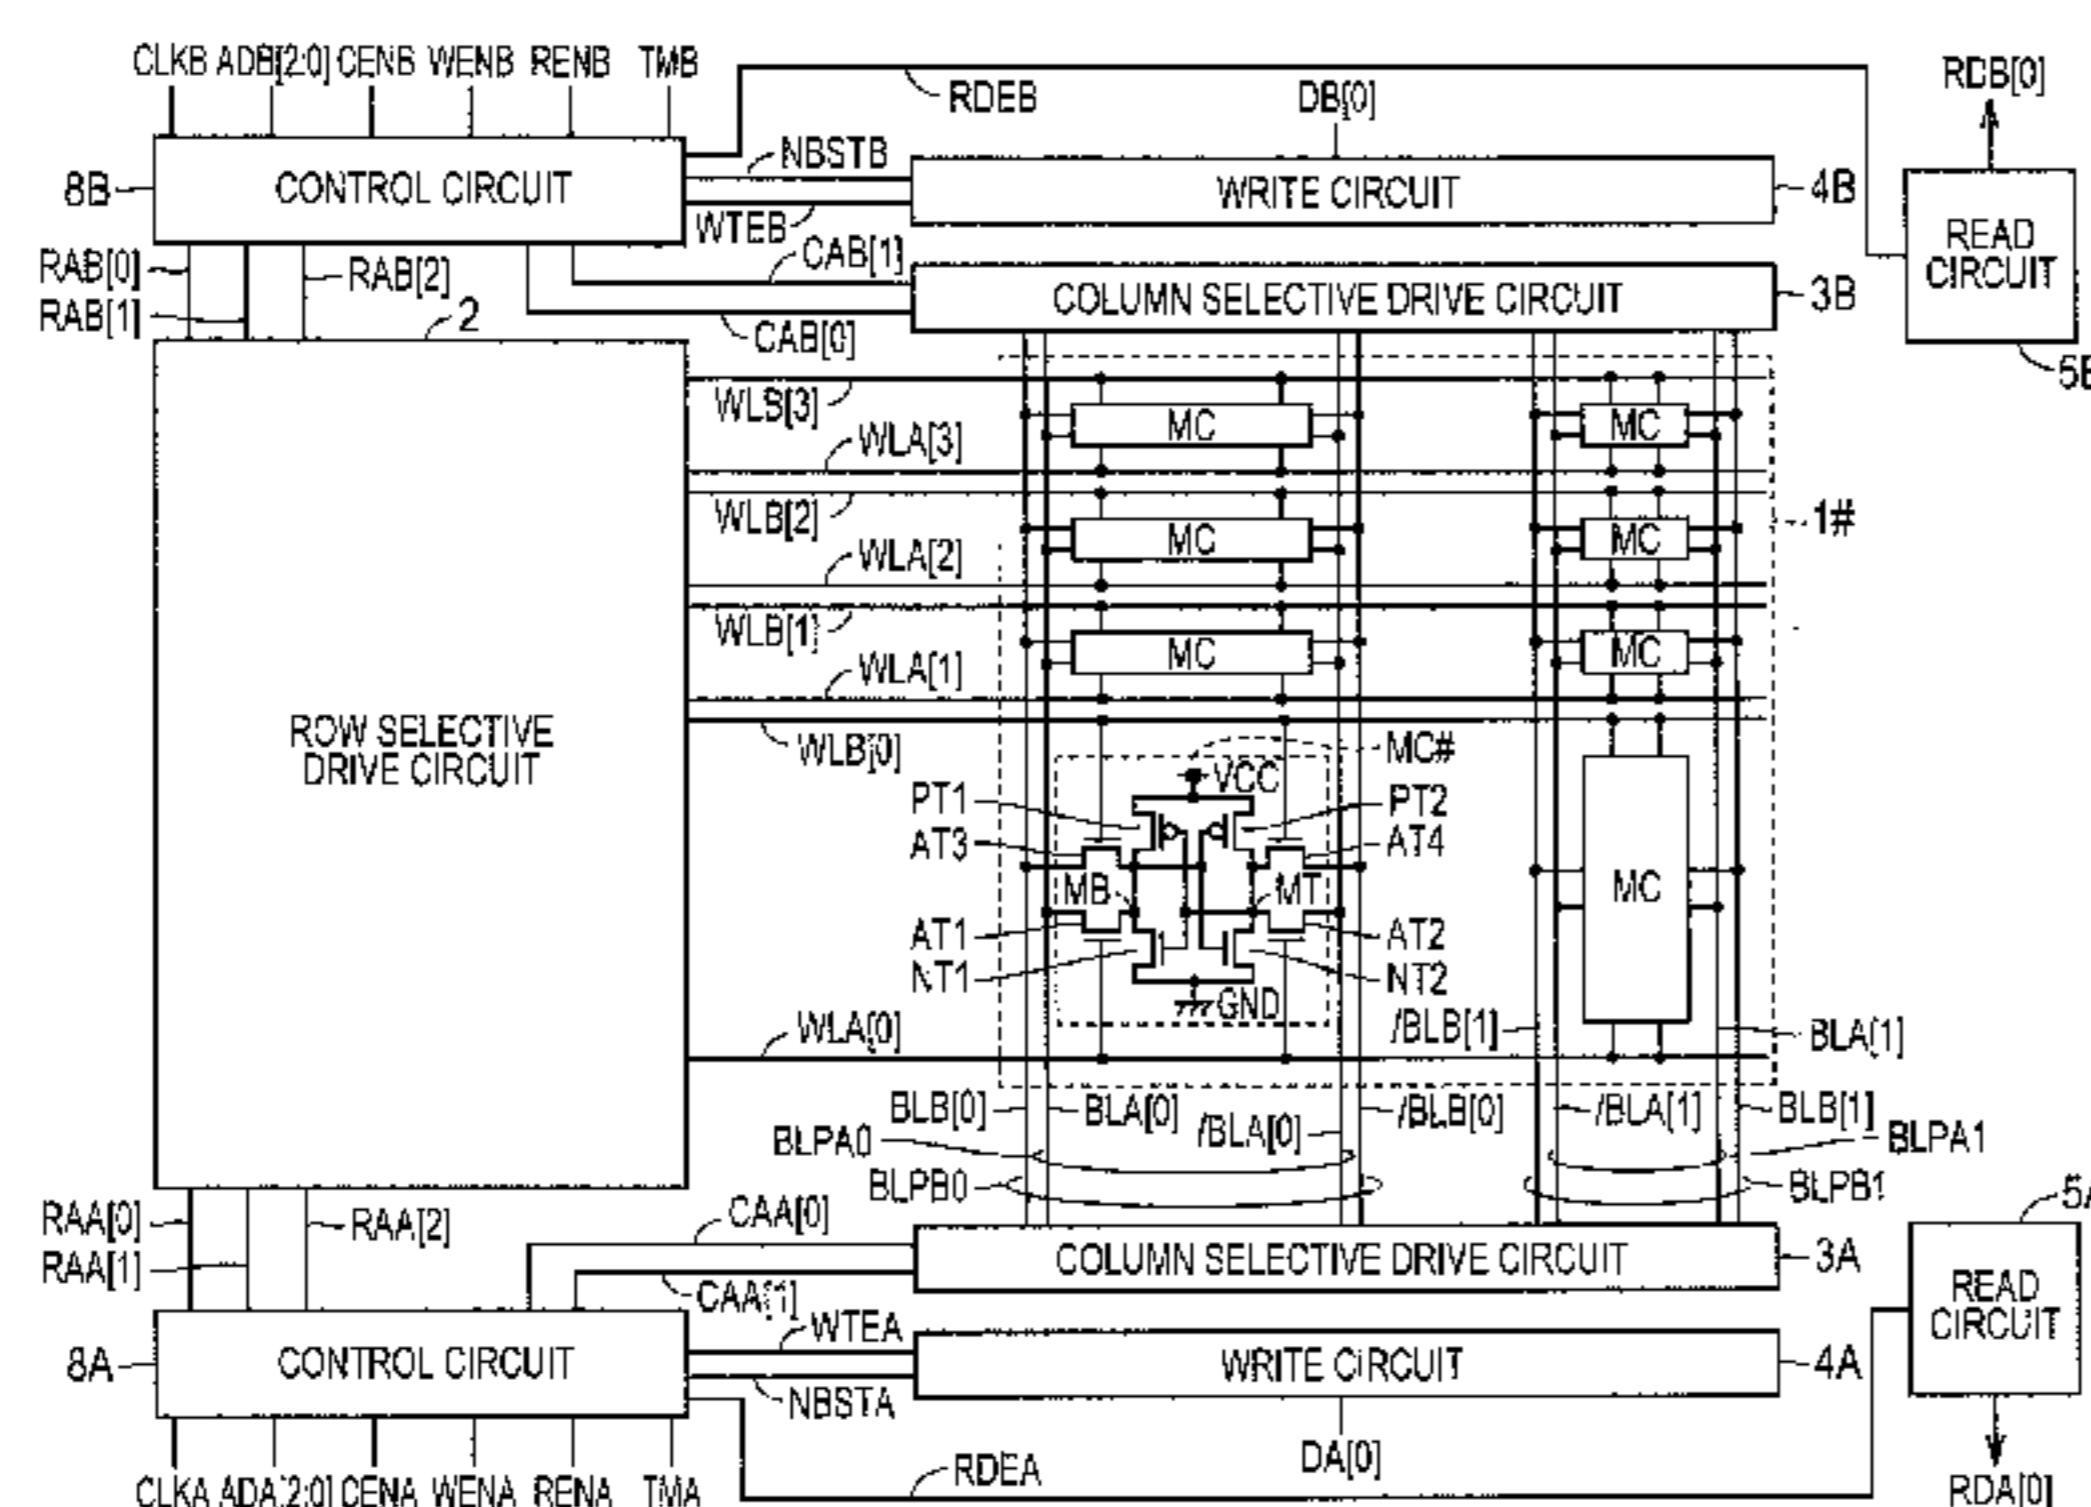 CLKB ADB[2:0] CENB WENB RENB TMB
RDEB
DB[0]
RDB[0]
NBSTB
8B
CONTROL CIRCUIT
WRITE CIRCUIT
4B
WTEB
READ
CIRCUIT
RAB[0]
RAB[2]
CAB[1]
RAB[1]
2
COLUMN SELECTIVE DRIVE CIRCUIT
3B
CAB[0]
WLS[3]
MC
MC
WLA[3]
WLB[2]
1#
MC
MC
WLA[2]
WLB[1]
MC
MC
WLA[1]
ROW SELECTIVE
DRIVE CIRCUIT
WLB[0]
MC#
VCC
PT1
PT2
AT3
AT4
MB
MT
MC
AT1
AT2
NT1
NT2
GND
WLA[0]
/BLB[1]
BLA[1]
BLB[0]
BLA[0]
/BLA[0]
/BLB[0]
/BLA[1]
BLB[1]
BLPA0
BLPA1
BLPB0
BLPB1
RAA[0]
RAA[2]
CAA[0]
RAA[1]
COLUMN SELECTIVE DRIVE CIRCUIT
3A
CAA[1]
READ
CIRCUIT
WTEA
8A
CONTROL CIRCUIT
WRITE CIRCUIT
4A
NBSTA
DA[0]
RDEA
CLKA ADA[2:0] CENA WENA RENA TMA
RDA[0]